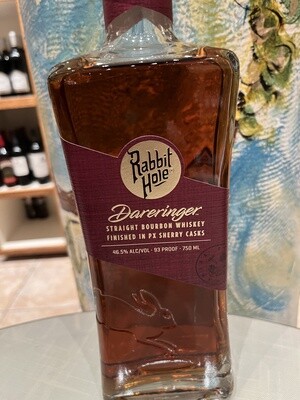 Rabbit
Hole
Dareringer
STRAIGHT BOURBON WHISKEY
FINISHED IN PX SHERRY CASKS
46.5% ALC/VOL · 93 PROOF · 750 ML